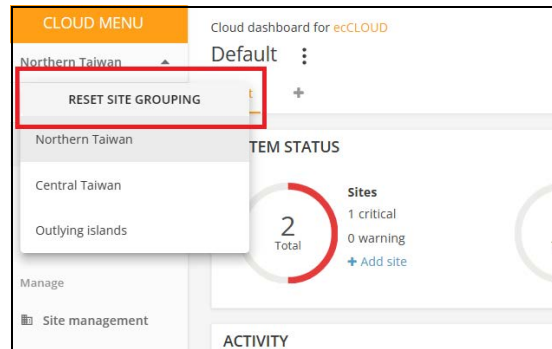 CLOUD MENU
Northern Taiwan
RESET SITE GROUPING
Northern Taiwan
Central Taiwan
Outlying islands
Manage
Site management
Cloud dashboard for ecCLOUD
Default
+
TEM STATUS
2
Total
Sites
1 critical
0 warning
+ Add site
ACTIVITY